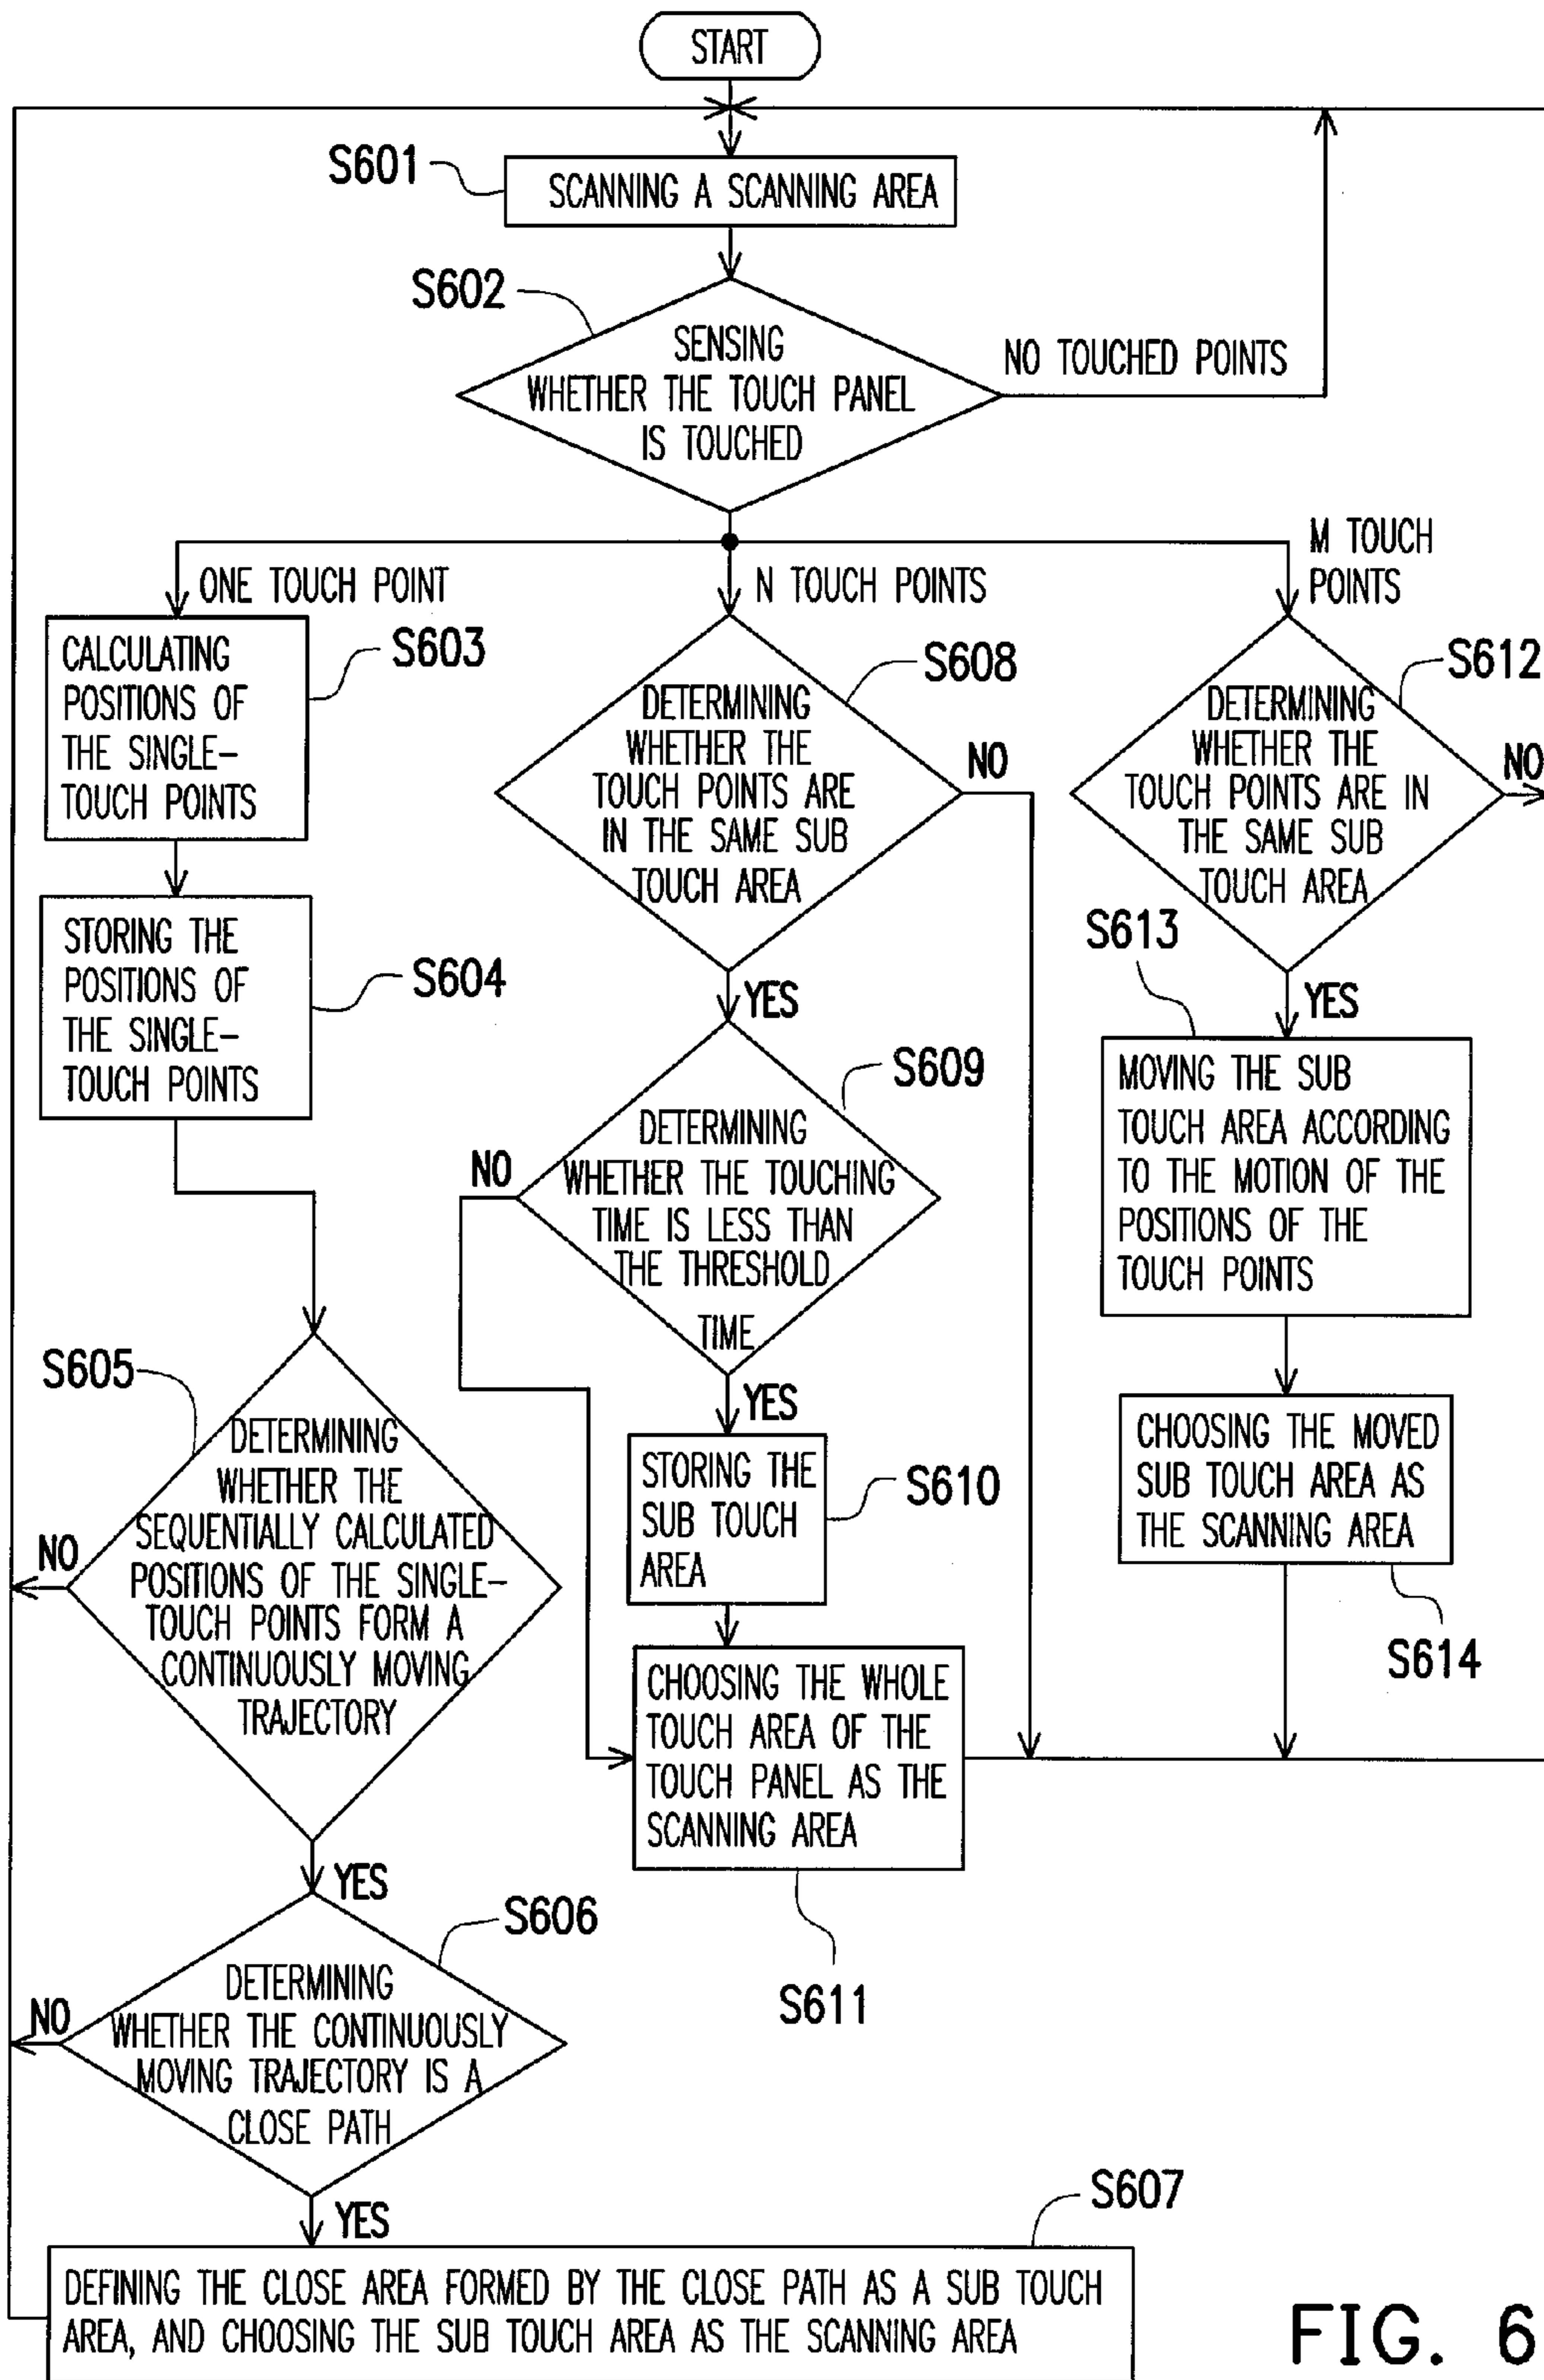 START
S601
SCANNING A SCANNING AREA
S602
SENSING
WHETHER THE TOUCH PANEL
IS TOUCHED
NO TOUCHED POINTS
ONE TOUCH POINT
N TOUCH POINTS
M TOUCH
POINTS
CALCULATING
POSITIONS OF
THE SINGLE-
TOUCH POINTS
S603
STORING THE
POSITIONS OF
THE SINGLE-
TOUCH POINTS
S604
S605
DETERMINING
WHETHER THE
SEQUENTIALLY CALCULATED
POSITIONS OF THE SINGLE-
TOUCH POINTS FORM A
CONTINUOUSLY MOVING
TRAJECTORY
NO
YES
S606
DETERMINING
WHETHER THE CONTINUOUSLY
MOVING TRAJECTORY IS A
CLOSE PATH
NO
YES
S607
DEFINING THE CLOSE AREA FORMED BY THE CLOSE PATH AS A SUB TOUCH
AREA, AND CHOOSING THE SUB TOUCH AREA AS THE SCANNING AREA
S608
DETERMINING
WHETHER THE
TOUCH POINTS ARE
IN THE SAME SUB
TOUCH AREA
NO
YES
S609
DETERMINING
WHETHER THE TOUCHING
TIME IS LESS THAN
THE THRESHOLD
TIME
NO
YES
STORING THE
SUB TOUCH
AREA
S610
CHOOSING THE WHOLE
TOUCH AREA OF THE
TOUCH PANEL AS THE
SCANNING AREA
S611
S612
DETERMINING
WHETHER THE
TOUCH POINTS ARE IN
THE SAME SUB
TOUCH AREA
NO
YES
S613
MOVING THE SUB
TOUCH AREA ACCORDING
TO THE MOTION OF THE
POSITIONS OF THE
TOUCH POINTS
CHOOSING THE MOVED
SUB TOUCH AREA AS
THE SCANNING AREA
S614
FIG. 6